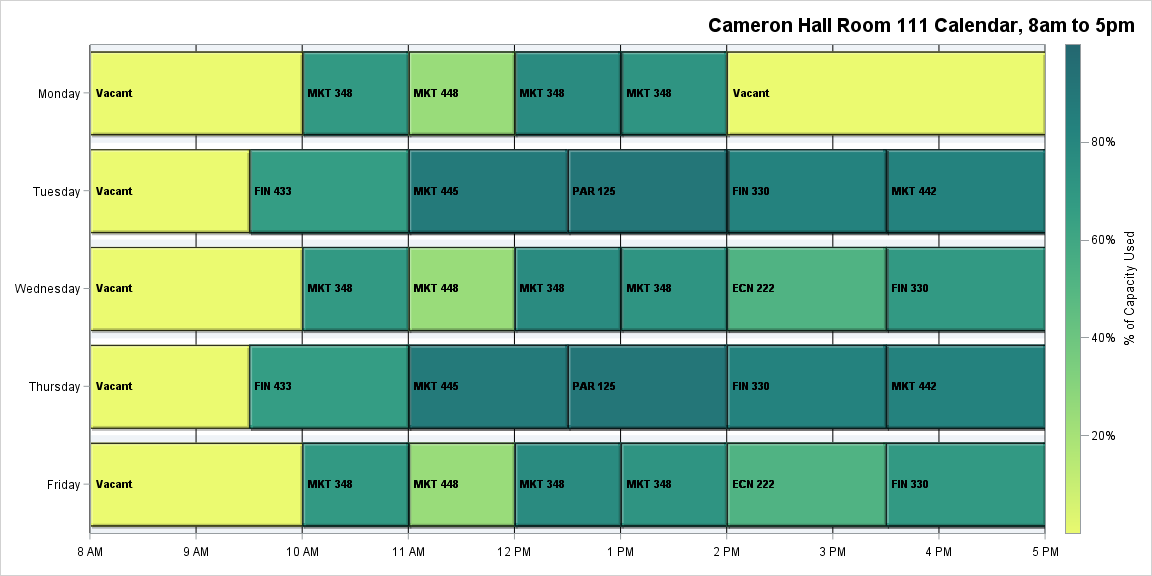 Cameron Hall Room 111 Calendar, 8am to 5pm
Monday
Vacant
MKT 348
MKT 448
MKT 348
MKT 348
Vacant
Tuesday
Vacant
FIN 433
MKT 445
PAR 125
FIN 330
MKT 442
Wednesday
Vacant
MKT 348
MKT 448
MKT 348
MKT 348
ECN 222
FIN 330
Thursday
Vacant
FIN 433
MKT 445
PAR 125
FIN 330
MKT 442
Friday
Vacant
MKT 348
MKT 448
MKT 348
MKT 348
ECN 222
FIN 330
8 AM
9 AM
10 AM
11 AM
12 PM
1 PM
2 PM
3 PM
4 PM
5 PM
80%
60%
40%
20%
% of Capacity Used